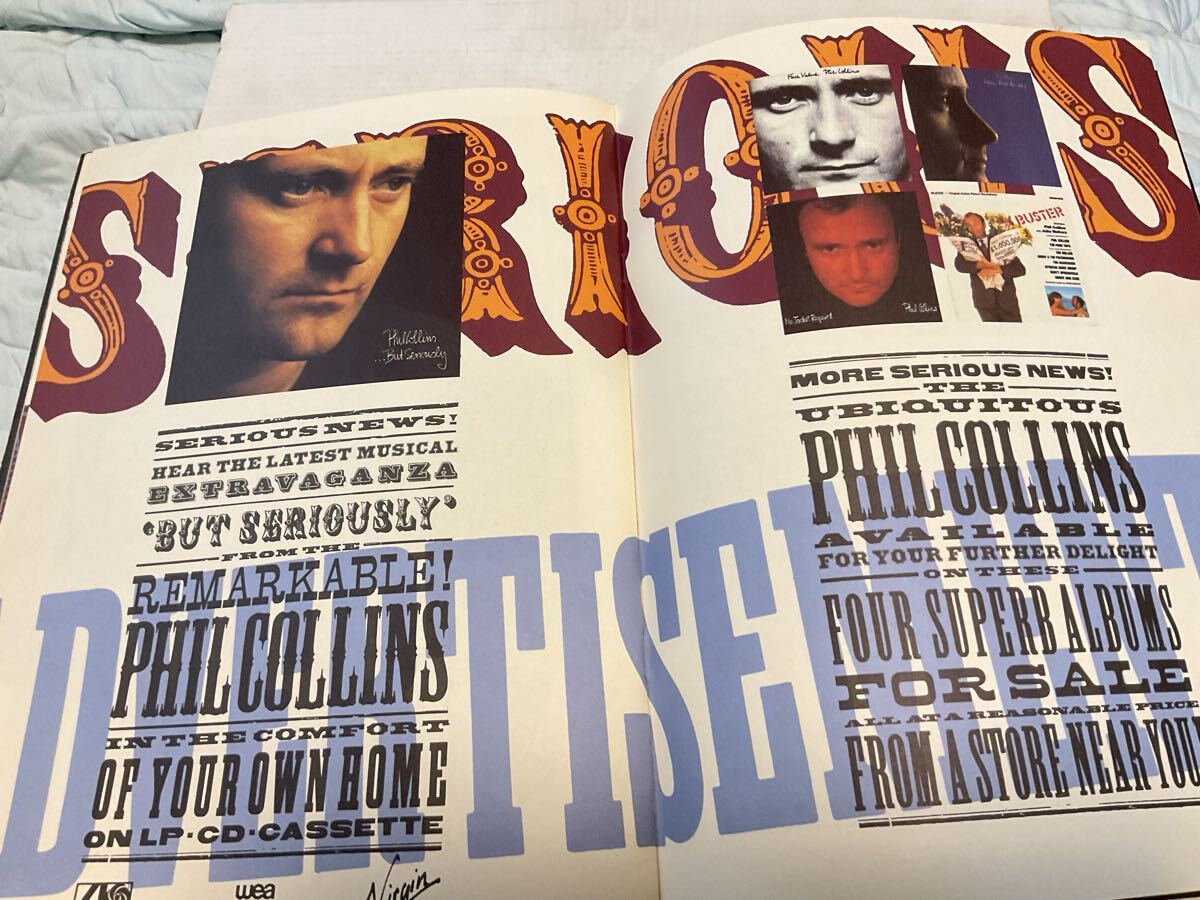 SERIOUS
Phil Collins
...But Seriously
SERIOUS NEWS!
HEAR THE LATEST MUSICAL
EXTRAVAGANZA
'BUT SERIOUSLY'
FROM THE
REMARKABLE!
PHIL COLLINS
IN THE COMFORT
OF YOUR OWN HOME
ON LP·CD·CASSETTE
wea
Virgin
Face Value Phil Collins
No Jacket Required
Phil Collins
BUSTER
MORE SERIOUS NEWS!
THE
UBIQUITOUS
PHIL COLLINS
AVAILABLE
FOR YOUR FURTHER DELIGHT
ON THESE
FOUR SUPERB ALBUMS
FOR SALE
ALL AT A REASONABLE PRICE
FROM A STORE NEAR YOU
DVERTISEMENT